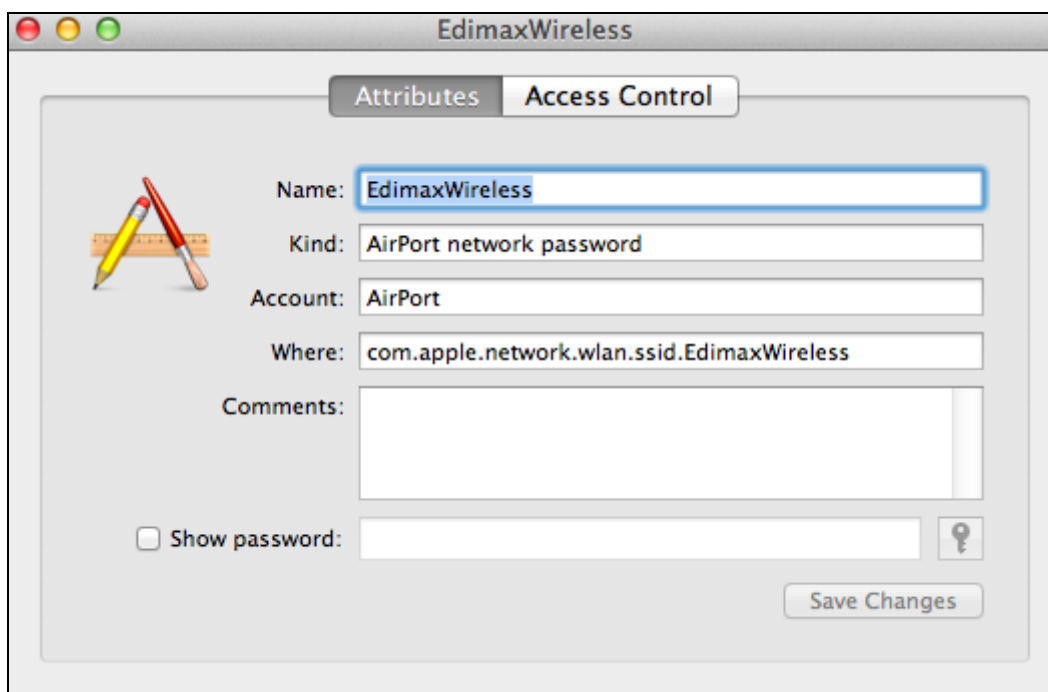 EdimaxWireless
Attributes Access Control
Name: EdimaxWireless
Kind: AirPort network password
Account: AirPort
Where: com.apple.network.wlan.ssid.EdimaxWireless
Comments:
Show password:
Save Changes